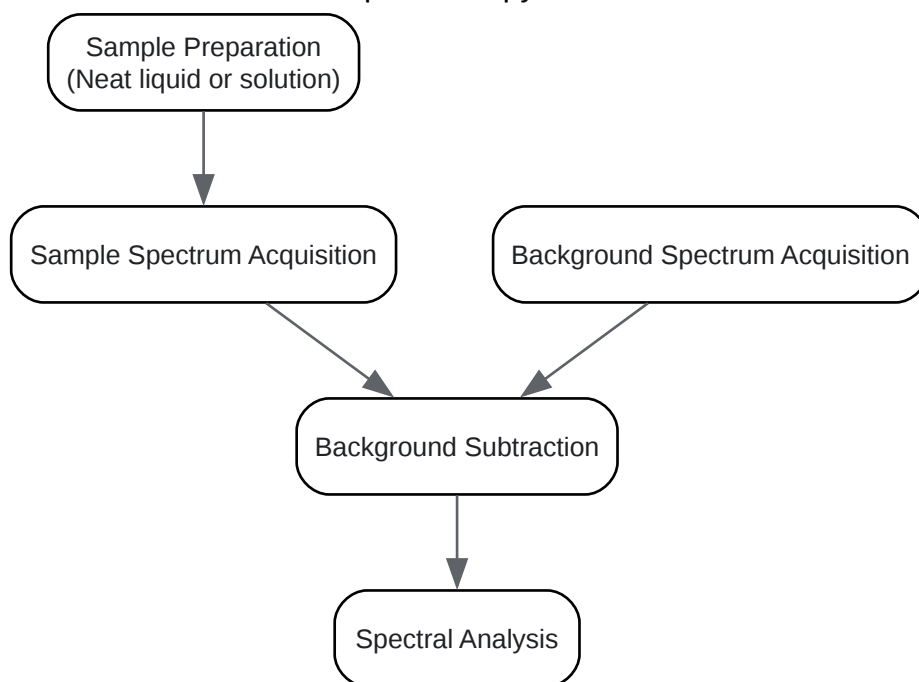 Sample Preparation
(Neat liquid or solution)
Sample Spectrum Acquisition
Background Spectrum Acquisition
Background Subtraction
Spectral Analysis